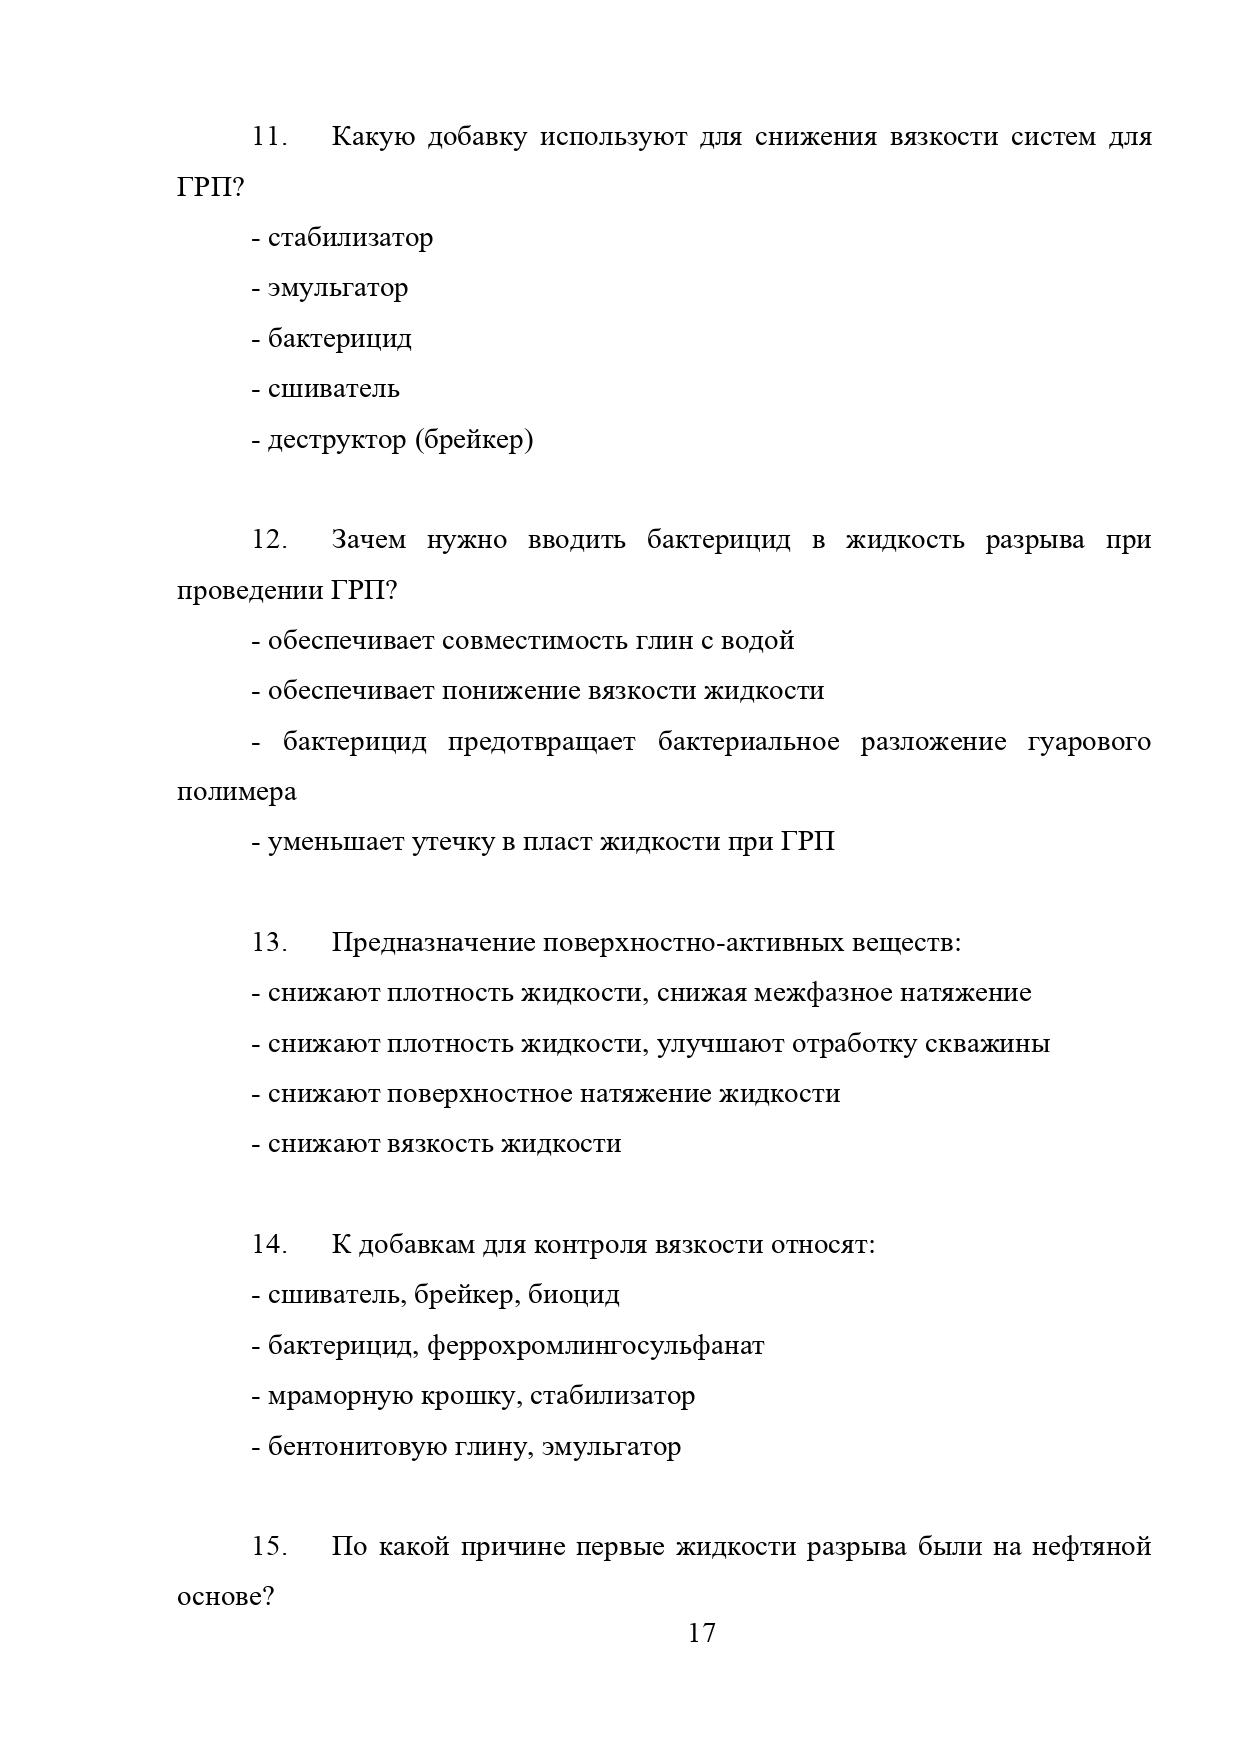 11. Какую добавку используют для снижения вязкости систем для
ГРП?
- стабилизатор
- эмульгатор
- бактерицид
- сшиватель
- деструктор (брейкер)
12. Зачем нужно вводить бактерицид в жидкость разрыва при
проведении ГРП?
- обеспечивает совместимость глин с водой
- обеспечивает понижение вязкости жидкости
- бактерицид предотвращает бактериальное разложение гуарового
полимера
- уменьшает утечку в пласт жидкости при ГРП
13. Предназначение поверхностно-активных веществ:
- снижают плотность жидкости, снижая межфазное натяжение
- снижают плотность жидкости, улучшают отработку скважины
- снижают поверхностное натяжение жидкости
- снижают вязкость жидкости
14. К добавкам для контроля вязкости относят:
- сшиватель, брейкер, биоцид
- бактерицид, феррохромлингосульфанат
- мраморную крошку, стабилизатор
- бентонитовую глину, эмульгатор
15. По какой причине первые жидкости разрыва были на нефтяной
основе?
17